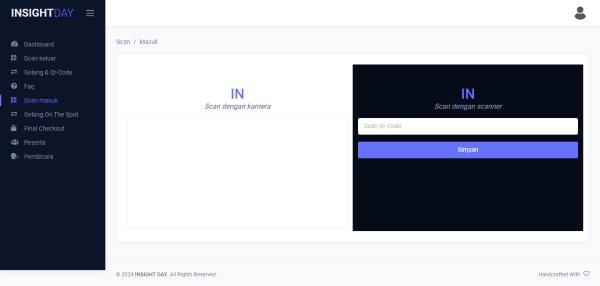 INSIGHTDAY
Dashboard
Scan keluar
Gelang & Qr-Code
Faq
Scan masuk
Gelang On The Spot
Final Checkout
Peserta
Pembicara
Scan / Masuk
IN
Scan dengan kamera
IN
Scan dengan scanner
Scan Qr Code
Simpan
© 2024 INSIGHT DAY. All Rights Reserved.
Handcrafted With